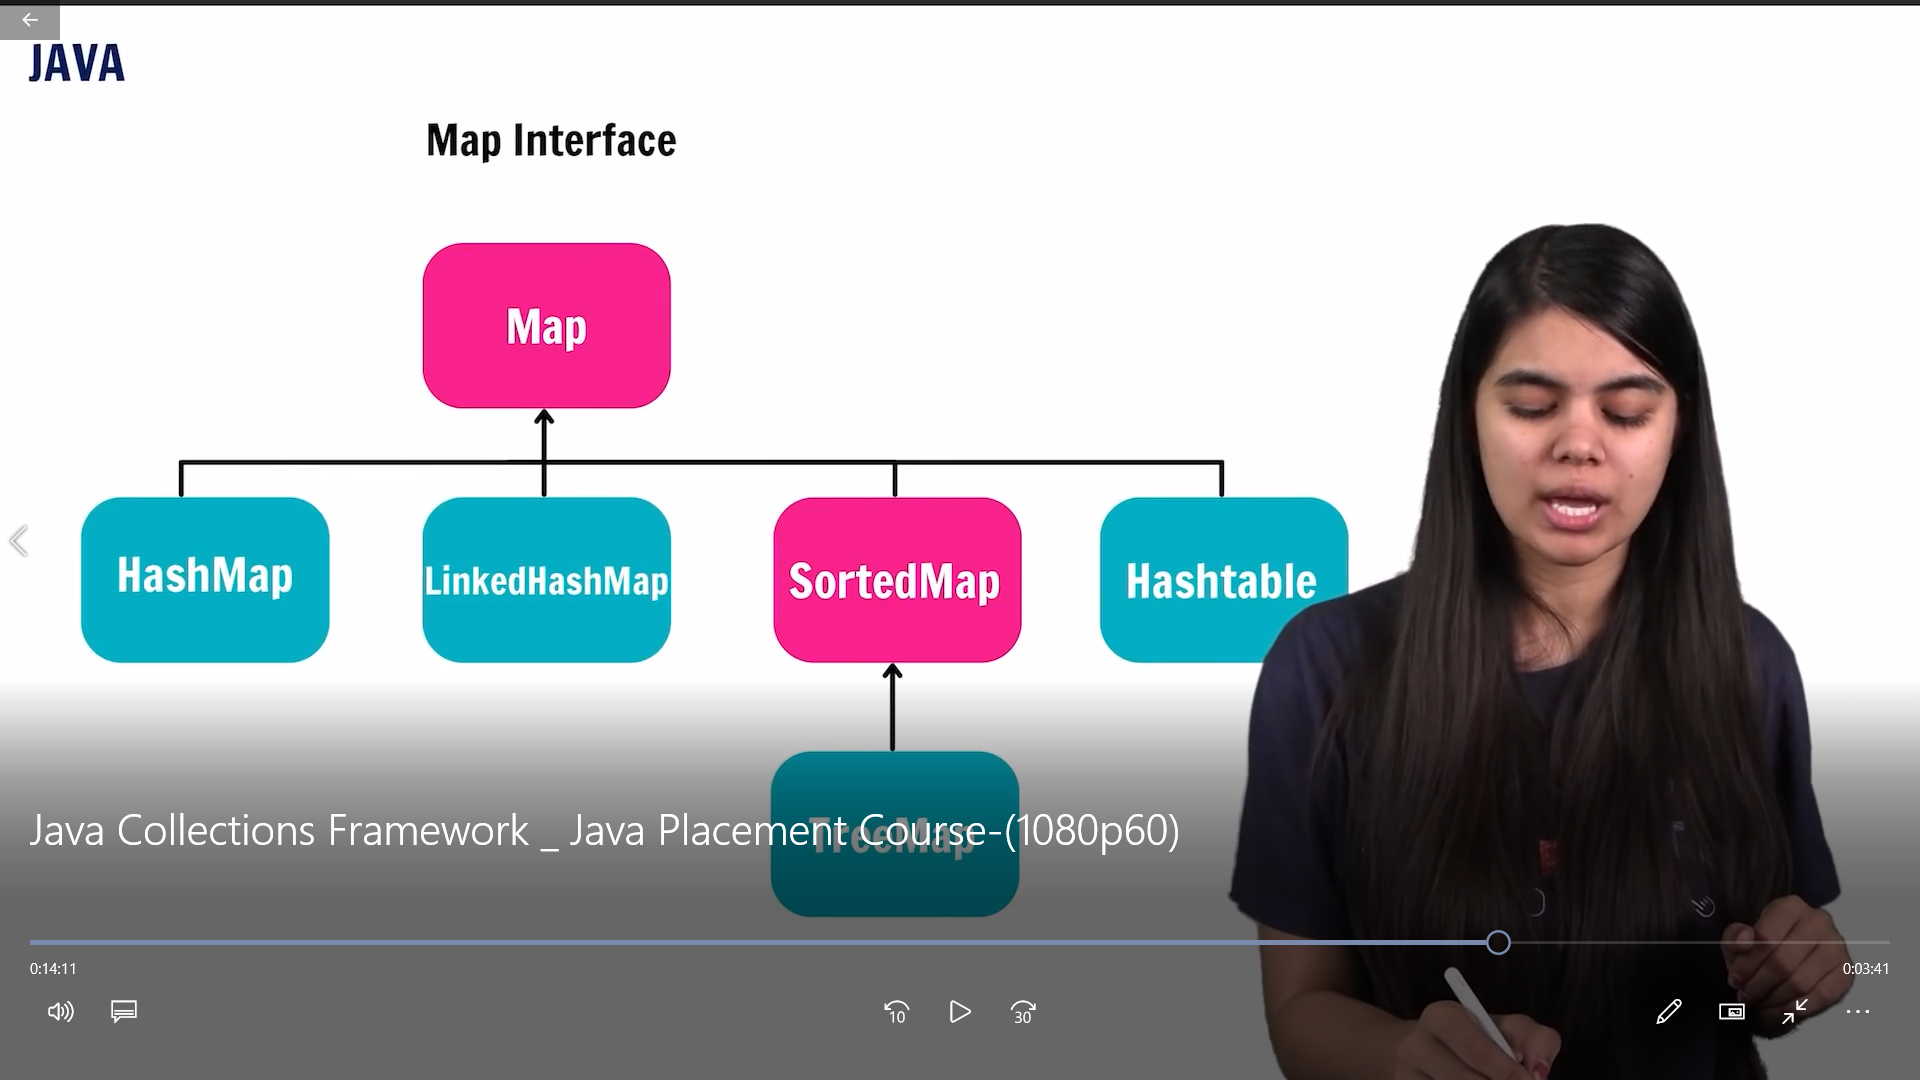 JAVA
Map Interface
Map
HashMap
LinkedHashMap
SortedMap
Hashtable
TreeMap
Java Collections Framework _ Java Placement Course-(1080p60)
0:14:11
0:03:41
10
30